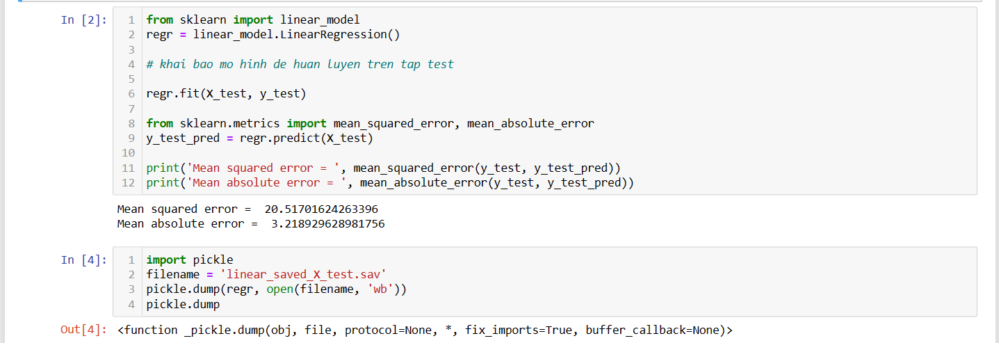 In [2]:
1 from sklearn import linear_model
2 regr = linear_model.LinearRegression()
3
4 # khai bao mo hinh de huan luyen tren tap test
5
6 regr.fit(X_test, y_test)
7
8 from sklearn.metrics import mean_squared_error, mean_absolute_error
9 y_test_pred = regr.predict(X_test)
10
11 print('Mean squared error = ', mean_squared_error(y_test, y_test_pred))
12 print('Mean absolute error = ', mean_absolute_error(y_test, y_test_pred))
Mean squared error =  20.51701624263396
Mean absolute error =  3.218929628981756
In [4]:
1 import pickle
2 filename = 'linear_saved_X_test.sav'
3 pickle.dump(regr, open(filename, 'wb'))
4 pickle.dump
Out[4]: <function _pickle.dump(obj, file, protocol=None, *, fix_imports=True, buffer_callback=None)>